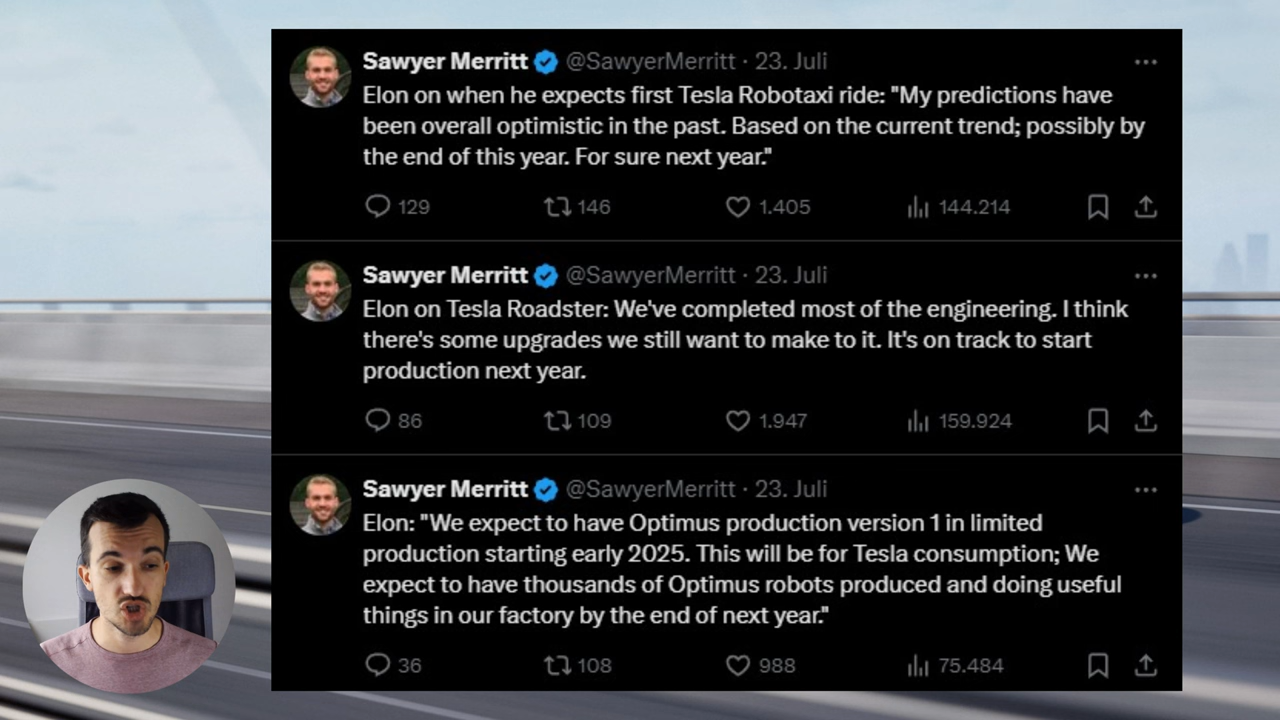 Sawyer Merritt @SawyerMerritt · 23. Juli
Elon on when he expects first Tesla Robotaxi ride: "My predictions have
been overall optimistic in the past. Based on the current trend; possibly by
the end of this year. For sure next year."
129 146 1.405 144.214
Sawyer Merritt @SawyerMerritt · 23. Juli
Elon on Tesla Roadster: We've completed most of the engineering. I think
there's some upgrades we still want to make to it. It's on track to start
production next year.
86 109 1.947 159.924
Sawyer Merritt @SawyerMerritt · 23. Juli
Elon: "We expect to have Optimus production version 1 in limited
production starting early 2025. This will be for Tesla consumption; We
expect to have thousands of Optimus robots produced and doing useful
things in our factory by the end of next year."
36 108 988 75.484